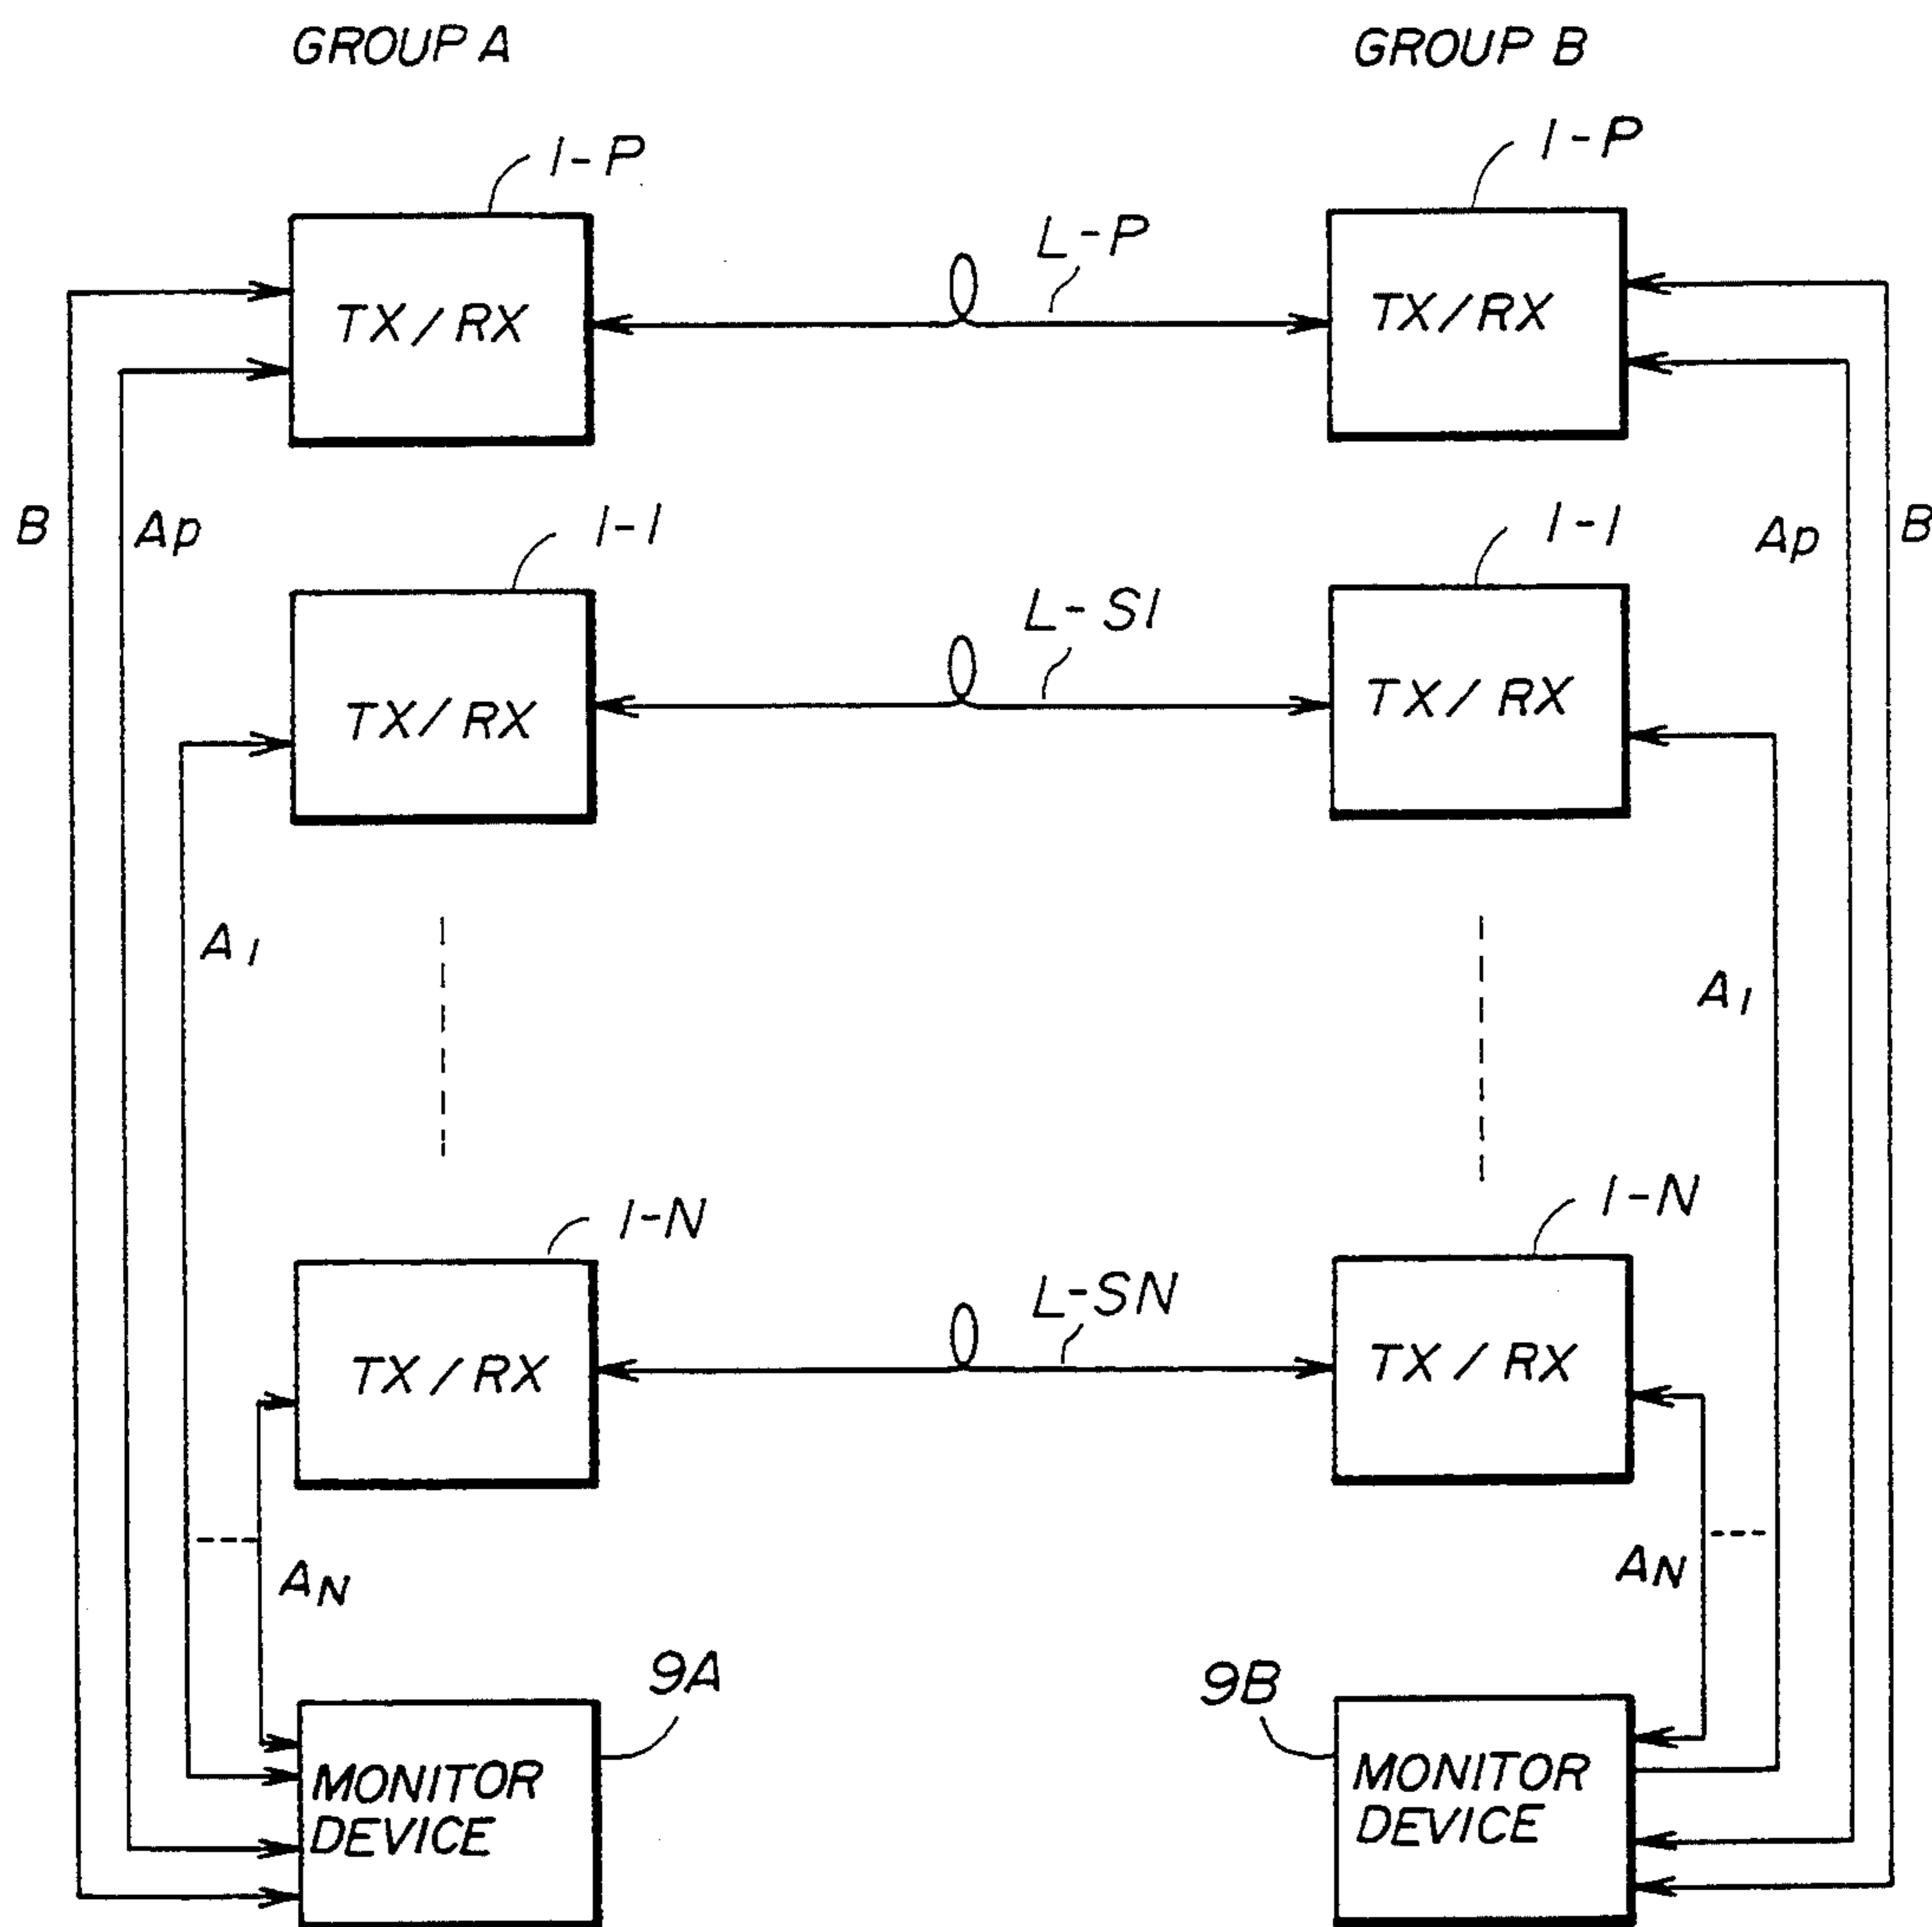 GROUP A
GROUP B
1-P
1-P
L-P
TX/RX
TX/RX
B
Ap
1-1
1-1
Ap
B
L-S1
TX/RX
TX/RX
A1
A1
1-N
1-N
L-SN
TX/RX
TX/RX
AN
AN
9A
9B
MONITOR
DEVICE
MONITOR
DEVICE